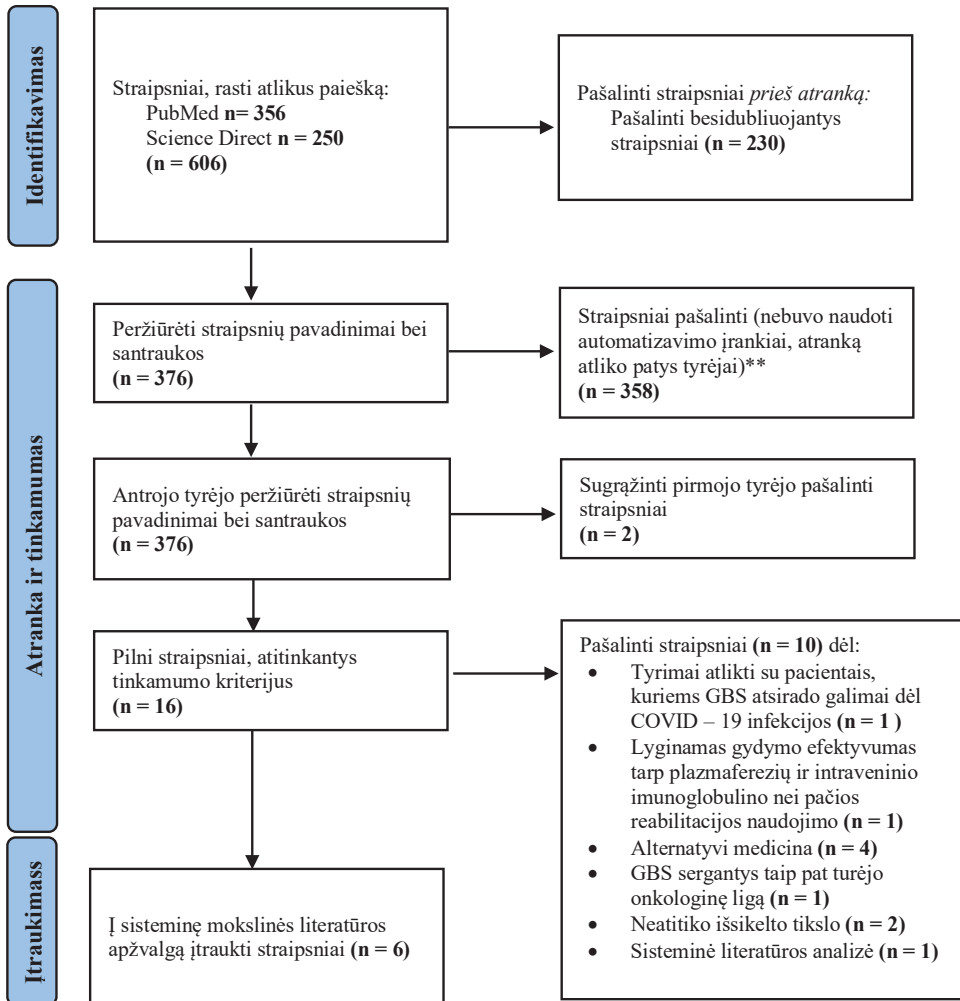 Identifikavimas
Straipsniai, rasti atlikus paiešką:
PubMed n= 356
Science Direct n = 250
(n = 606)
Pašalinti straipsniai prieš atranką:
Pašalinti besidubliuojantys
straipsniai (n = 230)
Atranka ir tinkamumas
Peržiūrėti straipsnių pavadinimai bei
santraukos
(n = 376)
Straipsniai pašalinti (nebuvo naudoti
automatizavimo įrankiai, atranką
atliko patys tyrėjai)**
(n = 358)
Antrojo tyrėjo peržiūrėti straipsnių
pavadinimai bei santraukos
(n = 376)
Sugrąžinti pirmojo tyrėjo pašalinti
straipsniai
(n = 2)
Pilni straipsniai, atitinkantys
tinkamumo kriterijus
(n = 16)
Pašalinti straipsniai (n = 10) dėl:
• Tyrimai atlikti su pacientais,
kuriems GBS atsirado galimai dėl
COVID – 19 infekcijos (n = 1 )
• Lyginamas gydymo efektyvumas
tarp plazmaferezių ir intraveninio
imunoglobulino nei pačios
reabilitacijos naudojimo (n = 1)
• Alternatyvi medicina (n = 4)
• GBS sergantys taip pat turėjo
onkologinę ligą (n = 1)
• Neatitiko išsikelto tikslo (n = 2)
• Sisteminė literatūros analizė (n = 1)
Įtraukimass
Į sisteminę mokslinės literatūros
apžvalgą įtraukti straipsniai (n = 6)